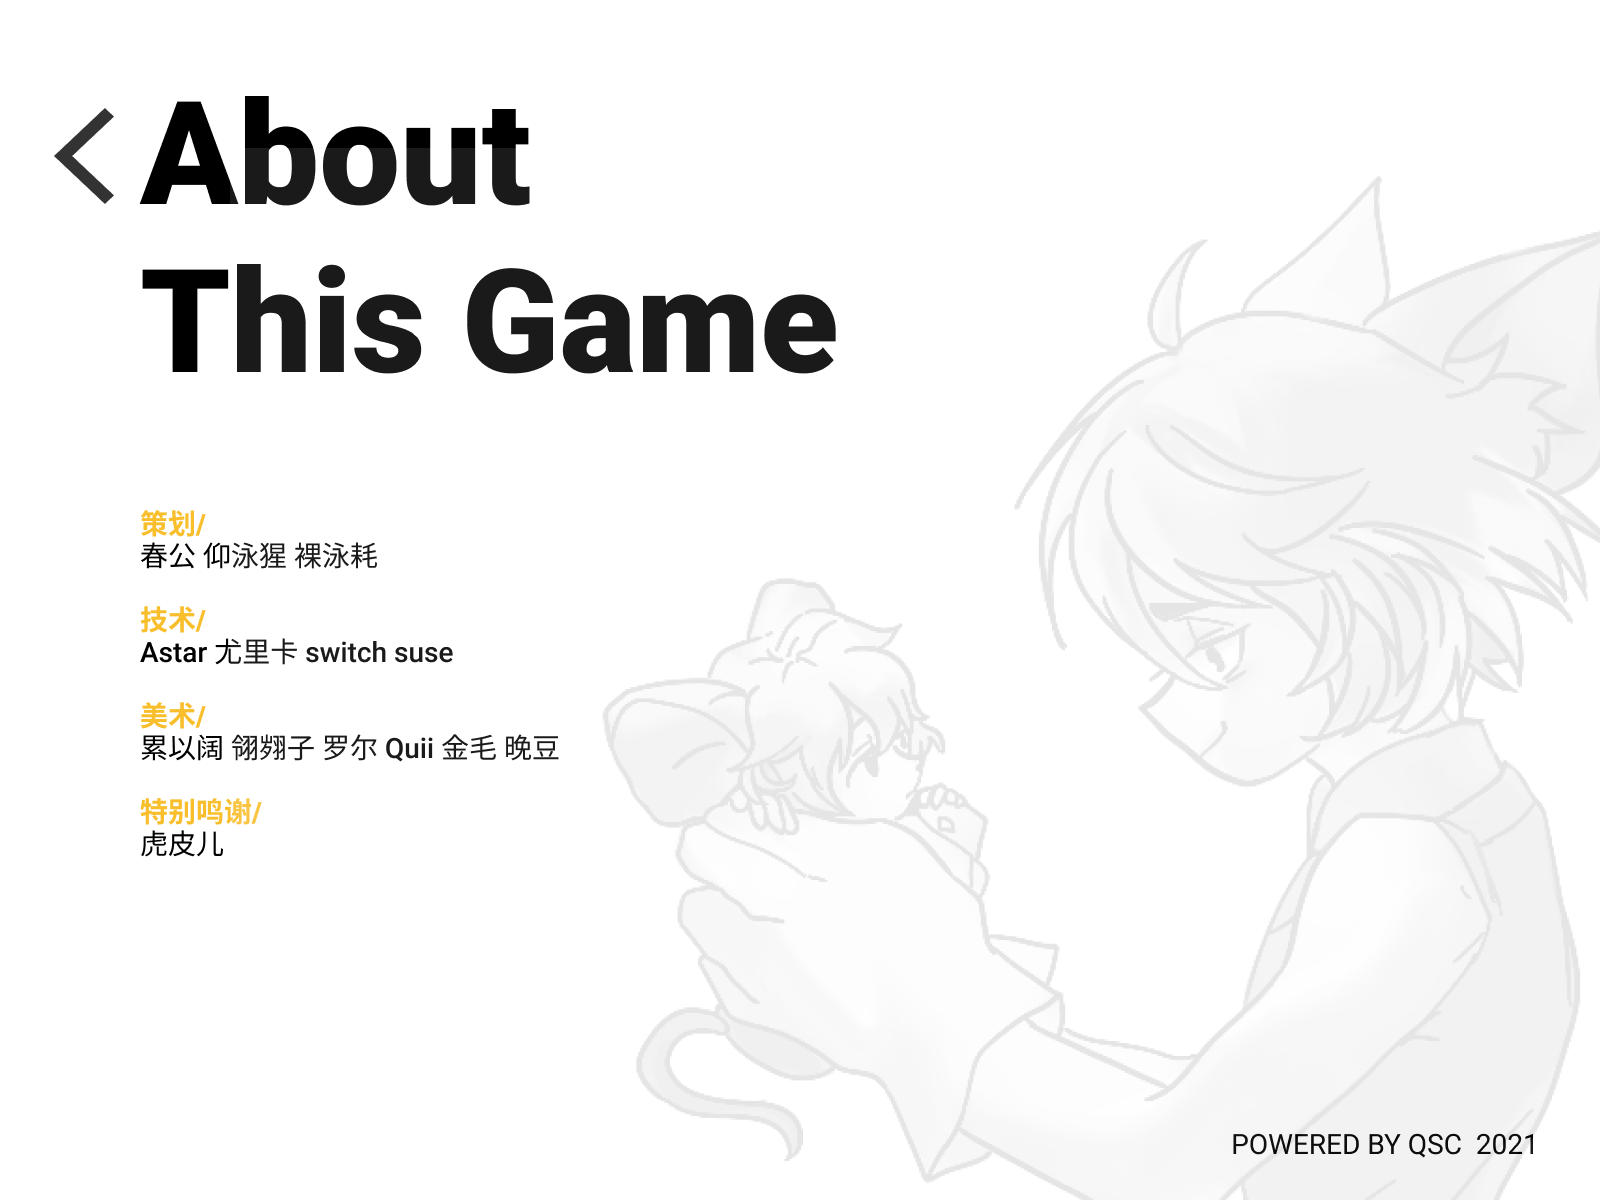 About
This Game
策划/
春公 仰泳猩 裸泳耗
技术/
Astar 尤里卡 switch suse
美术/
累以阔 翎翙子 罗尔 Quii 金毛 晚豆
特别鸣谢/
虎皮儿
POWERED BY QSC 2021